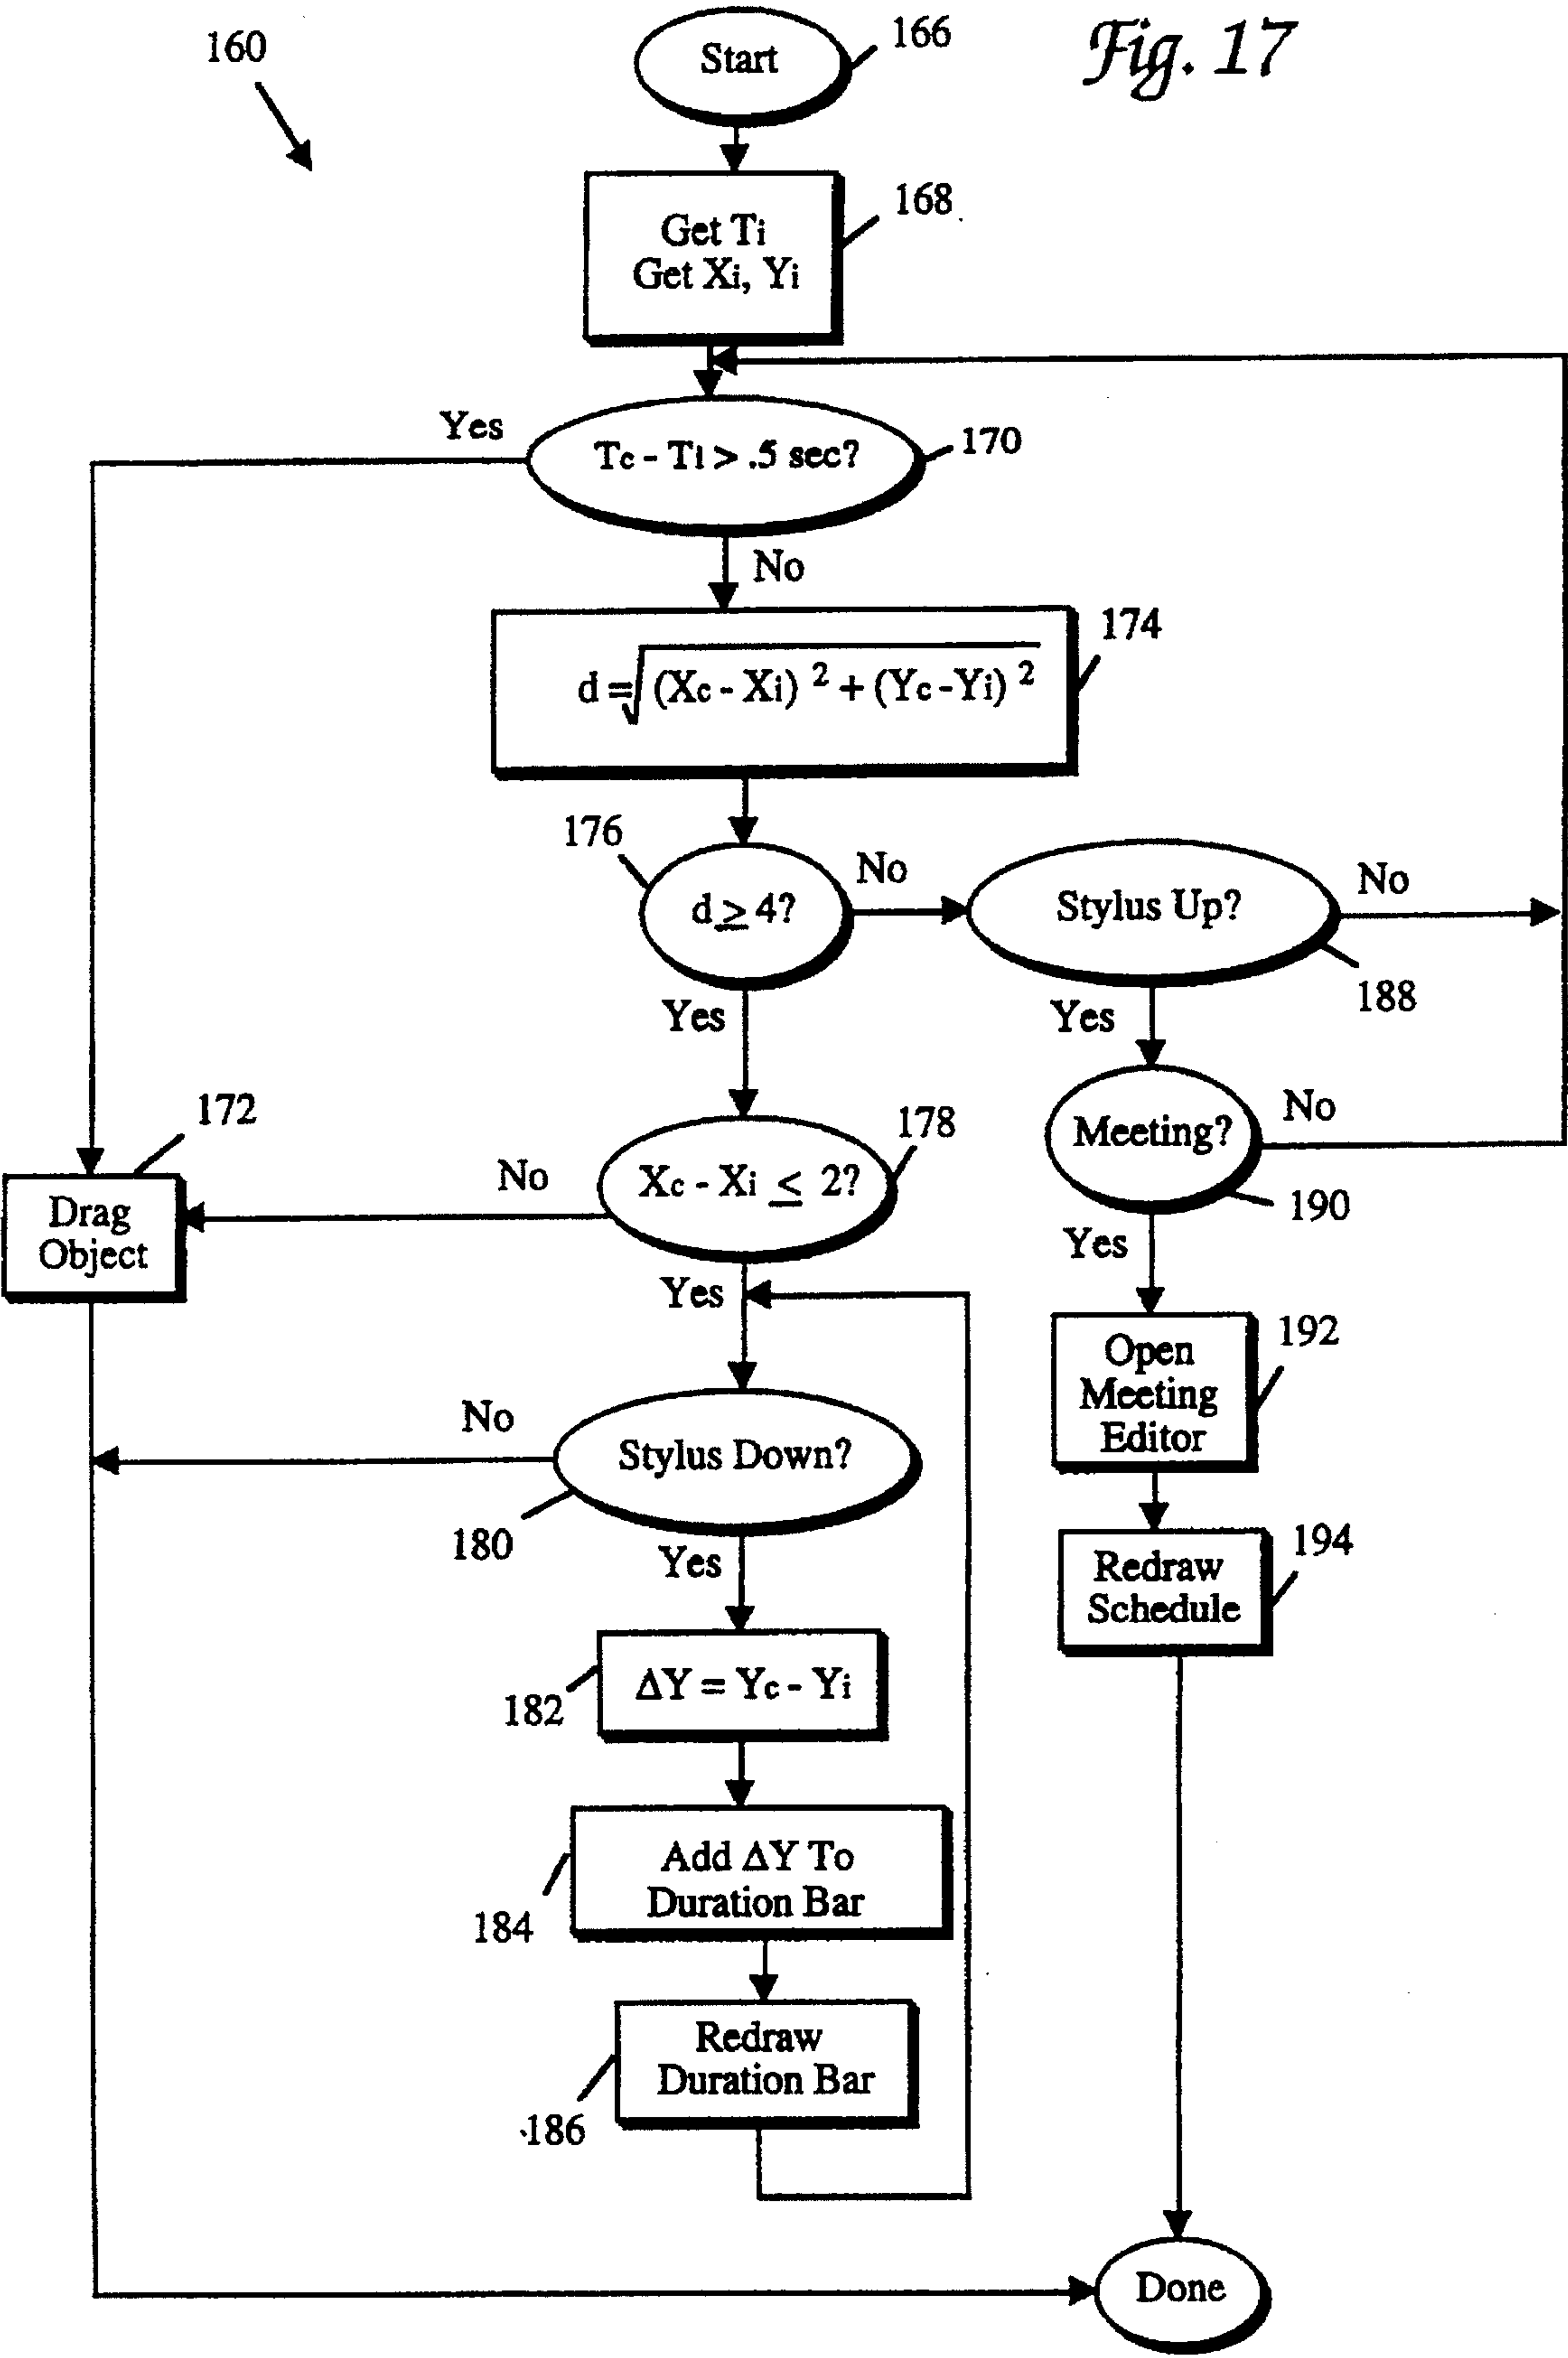 160
Start
166
Fig. 17
Get Ti
Get Xi, Yi
168
Yes
Tc - Ti > .5 sec?
170
No
d = √(Xc - Xi) 2 + (Yc - Yi) 2
174
176
d ≥ 4?
No
Stylus Up?
No
188
Yes
Yes
172
Drag
Object
No
Xc - Xi ≤ 2?
178
Meeting?
No
190
Yes
Yes
Open
Meeting
Editor
192
No
Stylus Down?
180
Yes
Redraw
Schedule
194
ΔY = Yc - Yi
182
Add ΔY To
Duration Bar
184
Redraw
Duration Bar
186
Done